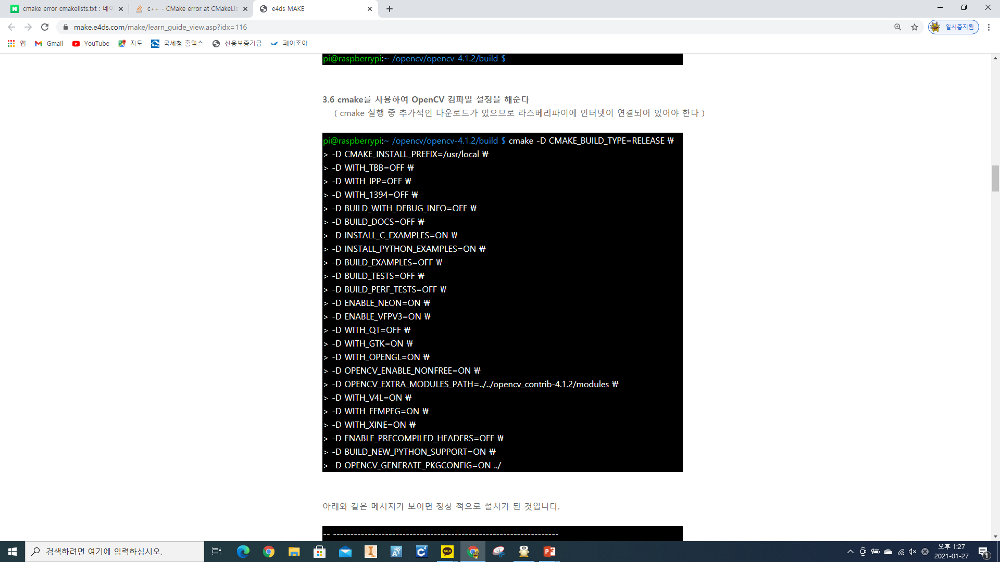 cmake error cmakelists.txt : 네이
c++ - CMake error at CMakeLis
e4ds MAKE
make.e4ds.com/make/learn_guide_view.asp?idx=116
일시중지됨
앱
Gmail
YouTube
지도
국세청 홈택스
신용보증기금
페이조아
pi@raspberrypi:~ /opencv/opencv-4.1.2/build $
3.6 cmake를 사용하여 OpenCV 컴파일 설정을 해준다
( cmake 실행 중 추가적인 다운로드가 있으므로 라즈베리파이에 인터넷이 연결되어 있어야 한다 )
pi@raspberrypi:~ /opencv/opencv-4.1.2/build $ cmake -D CMAKE_BUILD_TYPE=RELEASE ₩
> -D CMAKE_INSTALL_PREFIX=/usr/local ₩
> -D WITH_TBB=OFF ₩
> -D WITH_IPP=OFF ₩
> -D WITH_1394=OFF ₩
> -D BUILD_WITH_DEBUG_INFO=OFF ₩
> -D BUILD_DOCS=OFF ₩
> -D INSTALL_C_EXAMPLES=ON ₩
> -D INSTALL_PYTHON_EXAMPLES=ON ₩
> -D BUILD_EXAMPLES=OFF ₩
> -D BUILD_TESTS=OFF ₩
> -D BUILD_PERF_TESTS=OFF ₩
> -D ENABLE_NEON=ON ₩
> -D ENABLE_VFPV3=ON ₩
> -D WITH_QT=OFF ₩
> -D WITH_GTK=ON ₩
> -D WITH_OPENGL=ON ₩
> -D OPENCV_ENABLE_NONFREE=ON ₩
> -D OPENCV_EXTRA_MODULES_PATH=../../opencv_contrib-4.1.2/modules ₩
> -D WITH_V4L=ON ₩
> -D WITH_FFMPEG=ON ₩
> -D WITH_XINE=ON ₩
> -D ENABLE_PRECOMPILED_HEADERS=OFF ₩
> -D BUILD_NEW_PYTHON_SUPPORT=ON ₩
> -D OPENCV_GENERATE_PKGCONFIG=ON ../
아래와 같은 메시지가 보이면 정상 적으로 설치가 된 것입니다.
-- -----------------------------------------------------------------
검색하려면 여기에 입력하십시오.
TALK
오후 1:27
2021-01-27
1